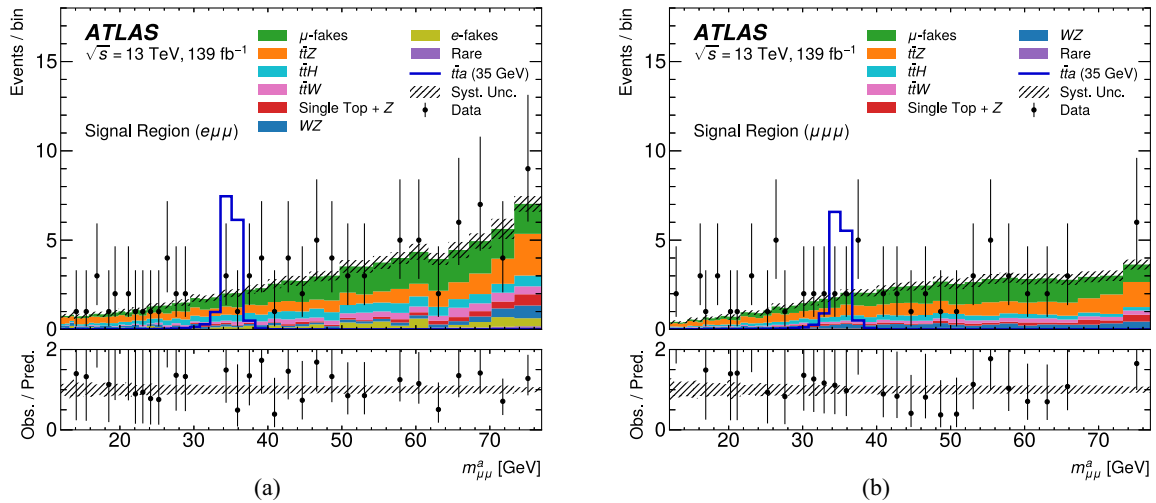 ATLAS
√s = 13 TeV, 139 fb⁻¹
Signal Region (eμμ)
μ-fakes
tt̄Z
tt̄H
tt̄W
Single Top + Z
WZ
e-fakes
Rare
tt̄a (35 GeV)
Syst. Unc.
Data
Events / bin
15
10
5
0
Obs. / Pred.
2
1
0
20 30 40 50 60 70
m^a_μμ [GeV]
(a)
ATLAS
√s = 13 TeV, 139 fb⁻¹
Signal Region (μμμ)
μ-fakes
tt̄Z
tt̄H
tt̄W
Single Top + Z
WZ
Rare
tt̄a (35 GeV)
Syst. Unc.
Data
Events / bin
15
10
5
0
Obs. / Pred.
2
1
0
20 30 40 50 60 70
m^a_μμ [GeV]
(b)